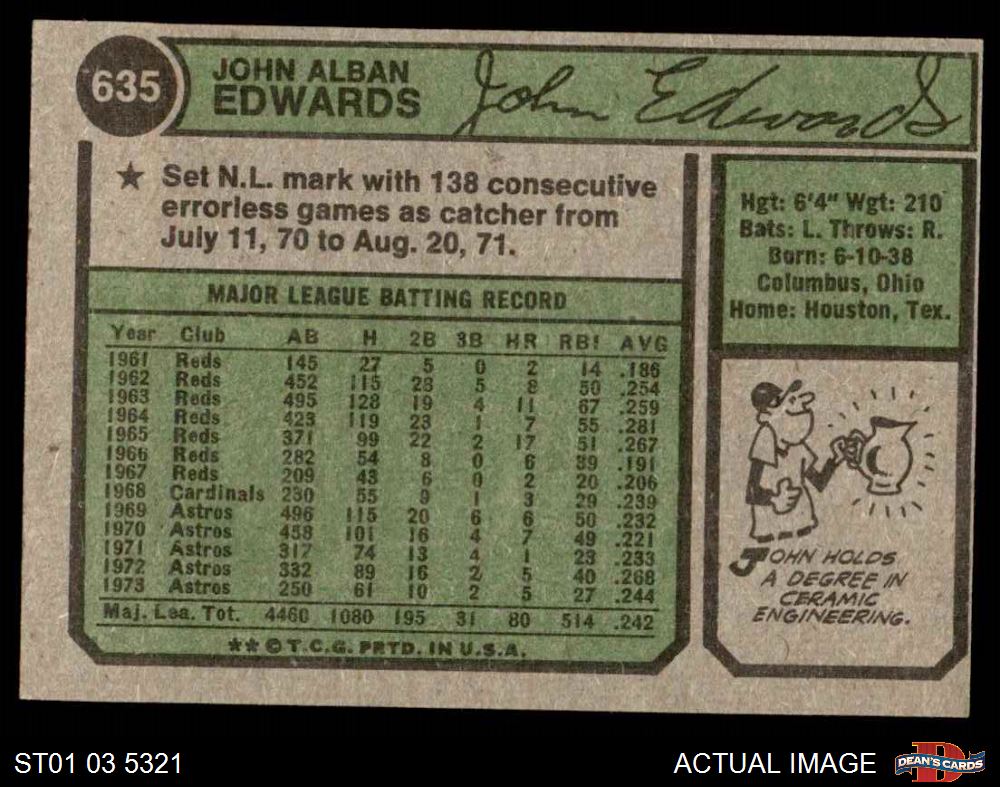 635
JOHN ALBAN
EDWARDS
John Edwards
★ Set N.L. mark with 138 consecutive
errorless games as catcher from
July 11, 70 to Aug. 20, 71.
Hgt: 6'4" Wgt: 210
Bats: L. Throws: R.
Born: 6-10-38
Columbus, Ohio
Home: Houston, Tex.
MAJOR LEAGUE BATTING RECORD
Year Club AB H 2B 3B HR RBI AVG
1961 Reds 145 27 5 0 2 14 .186
1962 Reds 452 115 28 5 8 50 .254
1963 Reds 495 128 19 4 11 67 .259
1964 Reds 423 119 23 1 7 55 .281
1965 Reds 371 99 22 2 17 51 .267
1966 Reds 282 54 8 0 6 39 .191
1967 Reds 209 43 6 0 2 20 .206
1968 Cardinals 230 55 9 1 3 29 .239
1969 Astros 496 115 20 6 6 50 .232
1970 Astros 458 101 16 4 7 49 .221
1971 Astros 317 74 13 4 1 23 .233
1972 Astros 332 89 16 2 5 40 .268
1973 Astros 250 61 10 2 5 27 .244
Maj. Lea. Tot. 4460 1080 195 31 80 514 .242
**© T.C.G. PRTD. IN U.S.A.
JOHN HOLDS
A DEGREE IN
CERAMIC
ENGINEERING.
ST01 03 5321
ACTUAL IMAGE
DEAN'S CARDS